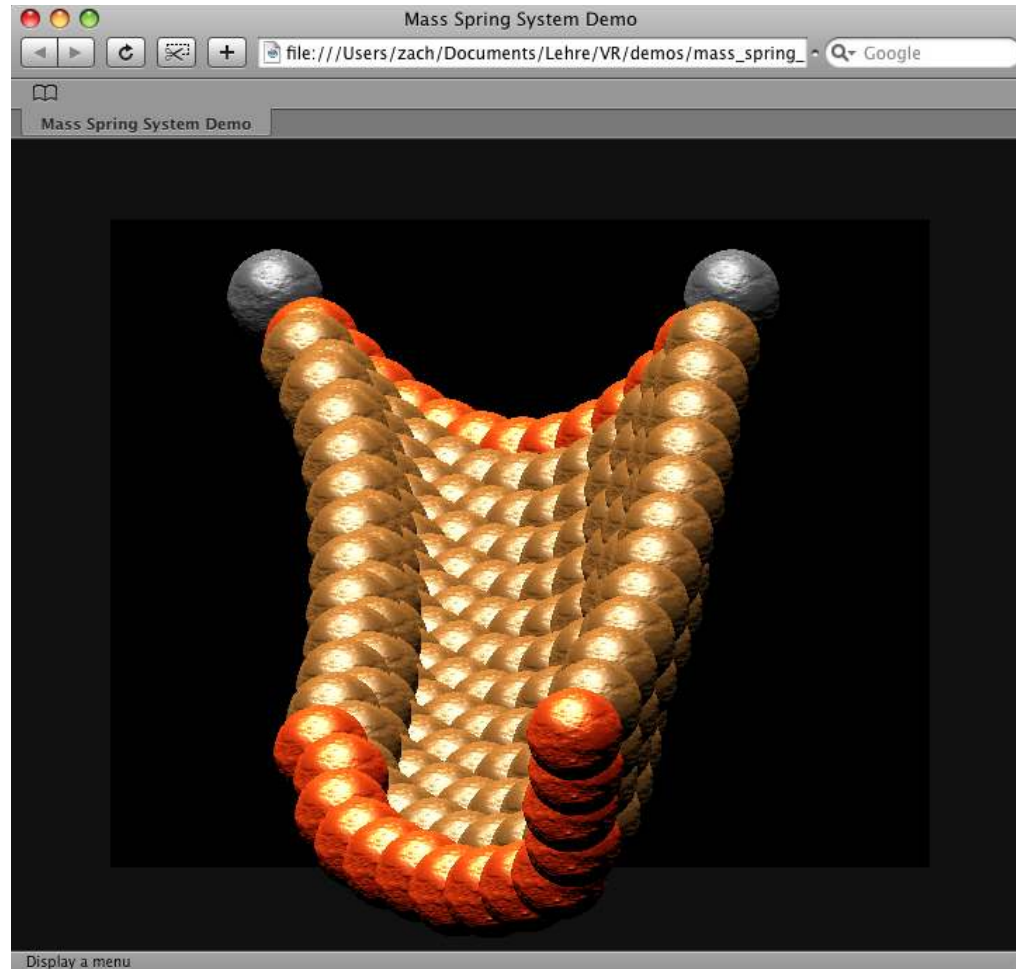 Mass Spring System Demo
file:///Users/zach/Documents/Lehre/VR/demos/mass_spring_
Google
Mass Spring System Demo
Display a menu